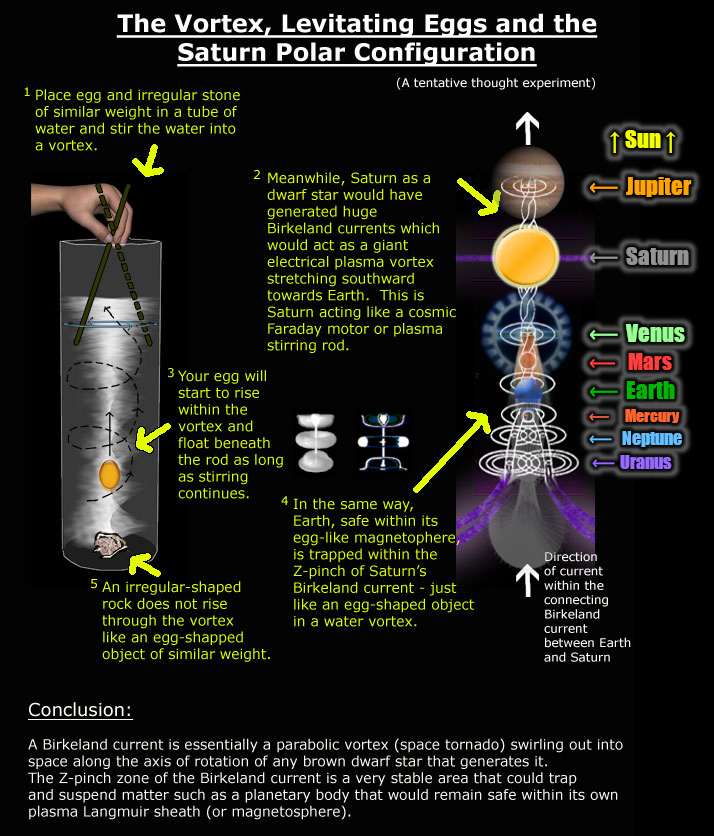 The Vortex, Levitating Eggs and the
Saturn Polar Configuration
(A tentative thought experiment)
1 Place egg and irregular stone
of similar weight in a tube of
water and stir the water into
a vortex.
2 Meanwhile, Saturn as a
dwarf star would have
generated huge
Birkeland currents which
would act as a giant
electrical plasma vortex
stretching southward
towards Earth. This is
Saturn acting like a cosmic
Faraday motor or plasma
stirring rod.
↑ Sun ↑
← Jupiter
← Saturn
← Venus
← Mars
← Earth
← Mercury
← Neptune
← Uranus
3 Your egg will
start to rise
within the
vortex and
float beneath
the rod as long
as stirring
continues.
4 In the same way,
Earth, safe within its
egg-like magnetophere,
is trapped within the
Z-pinch of Saturn's
Birkeland current - just
like an egg-shaped object
in a water vortex.
5 An irregular-shaped
rock does not rise
through the vortex
like an egg-shapped
object of similar weight.
Direction
of current
within the
connecting
Birkeland
current
between Earth
and Saturn
Conclusion:
A Birkeland current is essentially a parabolic vortex (space tornado) swirling out into
space along the axis of rotation of any brown dwarf star that generates it.
The Z-pinch zone of the Birkeland current is a very stable area that could trap
and suspend matter such as a planetary body that would remain safe within its own
plasma Langmuir sheath (or magnetosphere).